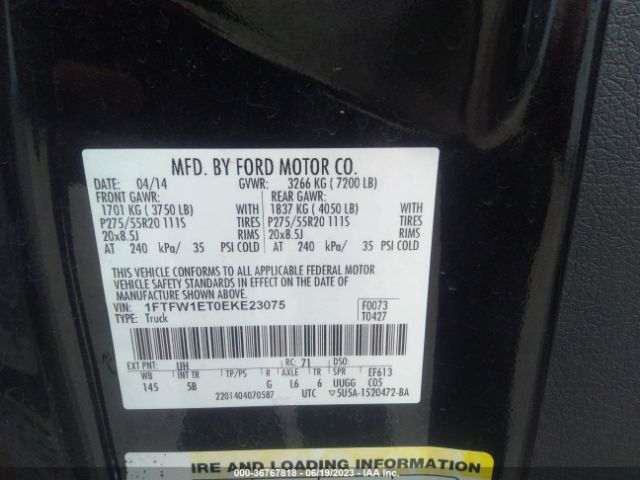 MFD. BY FORD MOTOR CO.
DATE: 04/14 GVWR: 3266 KG ( 7200 LB)
FRONT GAWR: REAR GAWR:
1701 KG ( 3750 LB) WITH 1837 KG ( 4050 LB) WITH
P275/55R20 111S TIRES P275/55R20 111S TIRES
20x8.5J RIMS 20x8.5J RIMS
AT 240 kPa/ 35 PSI COLD AT 240 kPa/ 35 PSI COLD
THIS VEHICLE CONFORMS TO ALL APPLICABLE FEDERAL MOTOR
VEHICLE SAFETY STANDARDS IN EFFECT ON THE DATE OF
MANUFACTURE SHOWN ABOVE.
VIN: 1FTFW1ET0EKE23075 F0073
TYPE: Truck T0427
EXT PNT: UH RC: 71 DSO:
WB INT TR TP/PS R AXLE TR SPR EF613
145 5B G L6 6 UUGG C05
22014040705B7 UTC ▽5U5A-1520472-BA
IRE AND LOADING INFORMATION
000-36767818 - 06/19/2023 - IAA Inc.